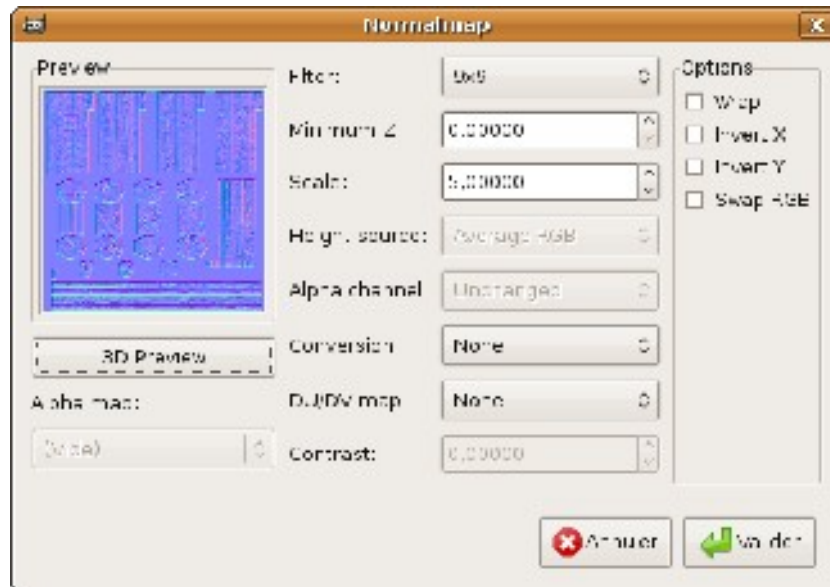 Normalmap
Preview
3D Preview
Alpha map:
(Vide)
Filter: 9x9
Minimum Z 0,00000
Scale: 5,00000
Height source: Average RGB
Alpha channel Unchanged
Conversion None
DU/DV map None
Contrast: 0,00000
Options
Wrap
Invert X
Invert Y
Swap RGB
Annuler
Valider